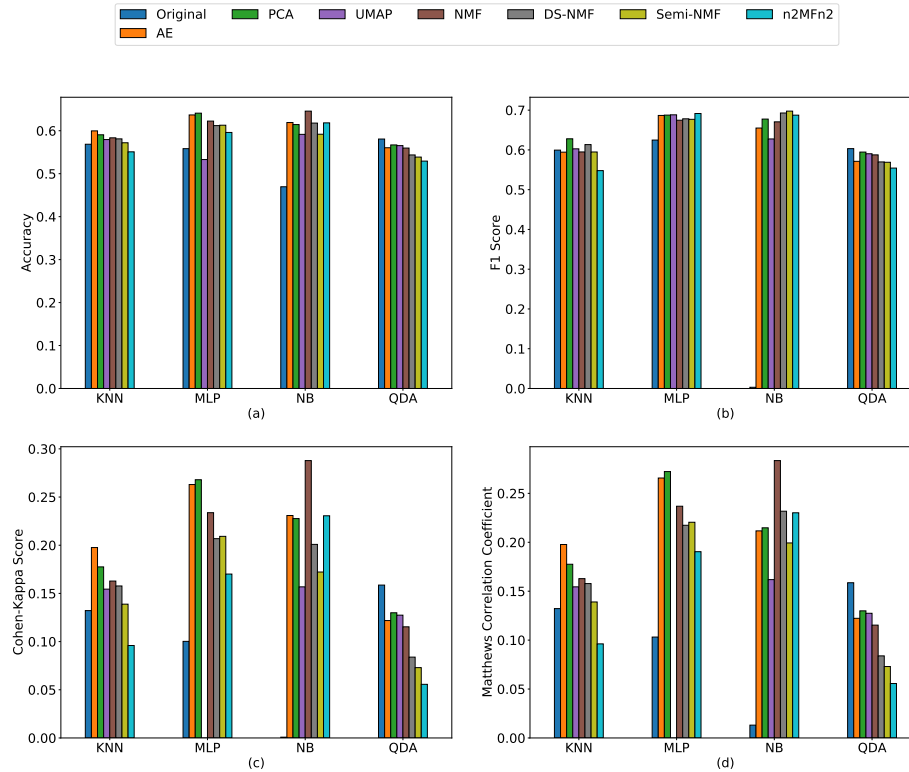 Original PCA UMAP NMF DS-NMF Semi-NMF n2MFn2
AE
0.6
0.5
0.4
0.3
0.2
0.1
0.0
Accuracy
KNN MLP NB QDA
(a)
0.7
0.6
0.5
0.4
0.3
0.2
0.1
0.0
F1 Score
KNN MLP NB QDA
(b)
0.30
0.25
0.20
0.15
0.10
0.05
0.00
Cohen-Kappa Score
KNN MLP NB QDA
(c)
0.25
0.20
0.15
0.10
0.05
0.00
Matthews Correlation Coefficient
KNN MLP NB QDA
(d)